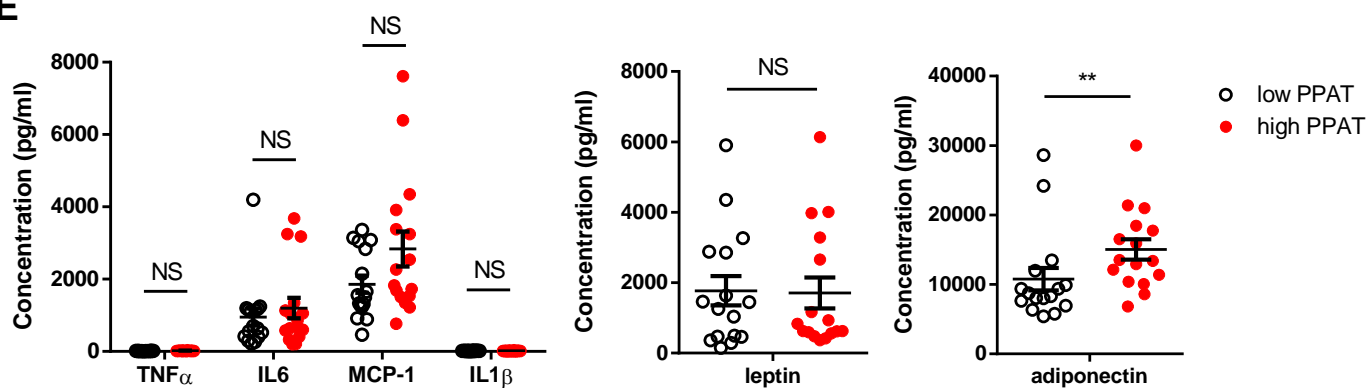 E
NS
NS
NS
NS
Concentration (pg/ml)
8000
6000
4000
2000
0
TNFα
IL6
MCP-1
IL1β
NS
Concentration (pg/ml)
8000
6000
4000
2000
0
leptin
**
Concentration (pg/ml)
40000
30000
20000
10000
0
adiponectin
low PPAT
high PPAT